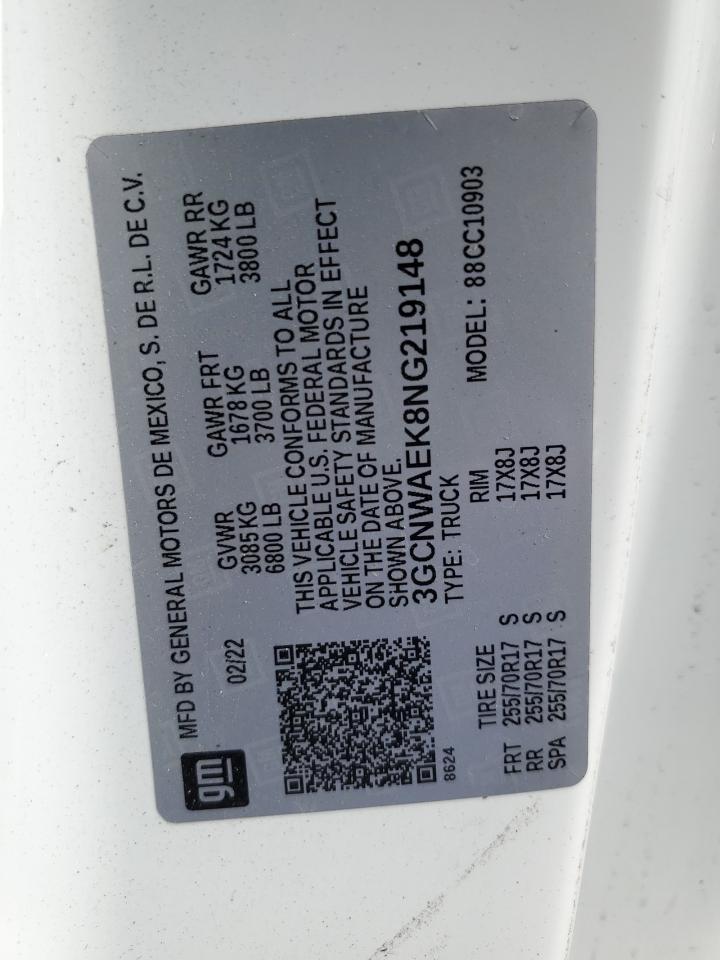 gm
MFD BY GENERAL MOTORS DE MEXICO, S. DE R.L. DE C.V.
02/22
GVWR GAWR FRT GAWR RR
3085 KG 1678 KG 1724 KG
6800 LB 3700 LB 3800 LB
THIS VEHICLE CONFORMS TO ALL
APPLICABLE U.S. FEDERAL MOTOR
VEHICLE SAFETY STANDARDS IN EFFECT
ON THE DATE OF MANUFACTURE
SHOWN ABOVE.
3GCNWAEK8NG219148
TYPE: TRUCK MODEL: 88CC10903
8624
TIRE SIZE RIM
FRT 255/70R17 S 17X8J
RR 255/70R17 S 17X8J
SPA 255/70R17 S 17X8J